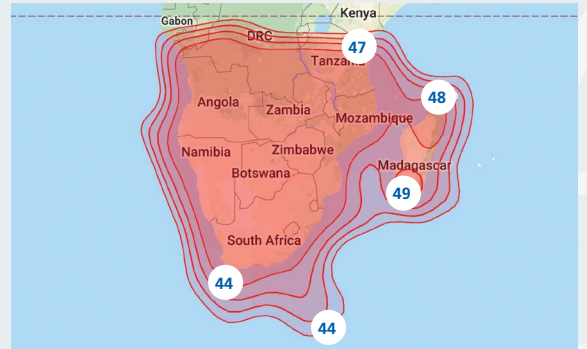 Kenya
Gabon
DRC
47
Tanzania
48
Angola
Zambia
Mozambique
Namibia
Zimbabwe
Madagascar
Botswana
49
South Africa
44
44